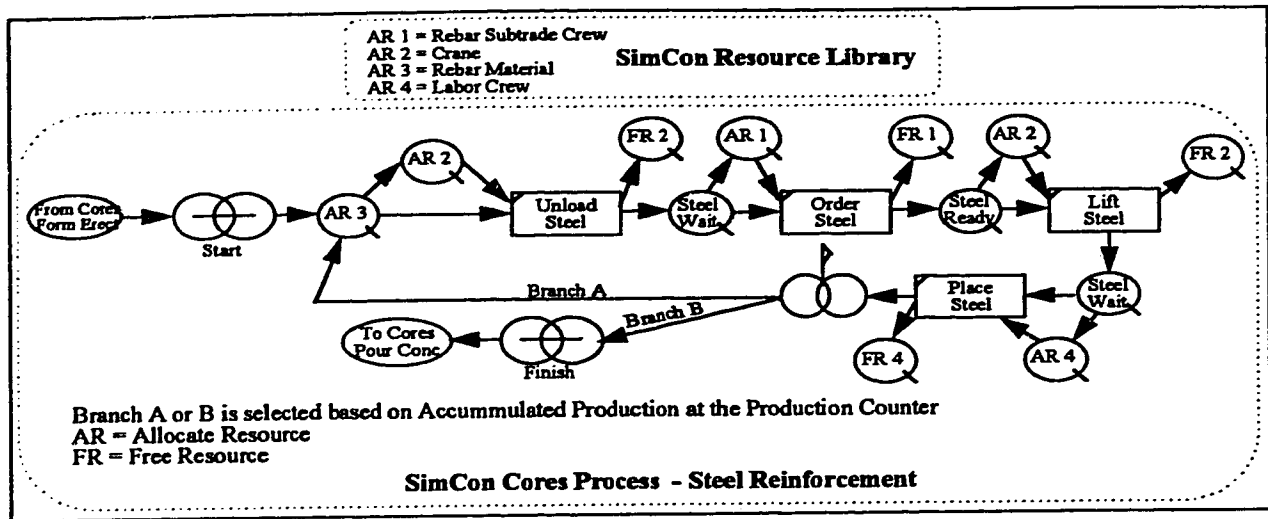 AR 1 = Rebar Subtrade Crew
AR 2 = Crane
AR 3 = Rebar Material
AR 4 = Labor Crew
SimCon Resource Library
FR 2
AR 1
FR 1
AR 2
FR 2
AR 2
From Cores
Form Erect
Start
AR 3
Unload
Steel
Steel
Wait
Order
Steel
Steel
Ready
Lift
Steel
Branch A
Branch B
Place
Steel
Steel
Wait
To Cores
Pour Conc
Finish
FR 4
AR 4
Branch A or B is selected based on Accummulated Production at the Production Counter
AR = Allocate Resource
FR = Free Resource
SimCon Cores Process - Steel Reinforcement